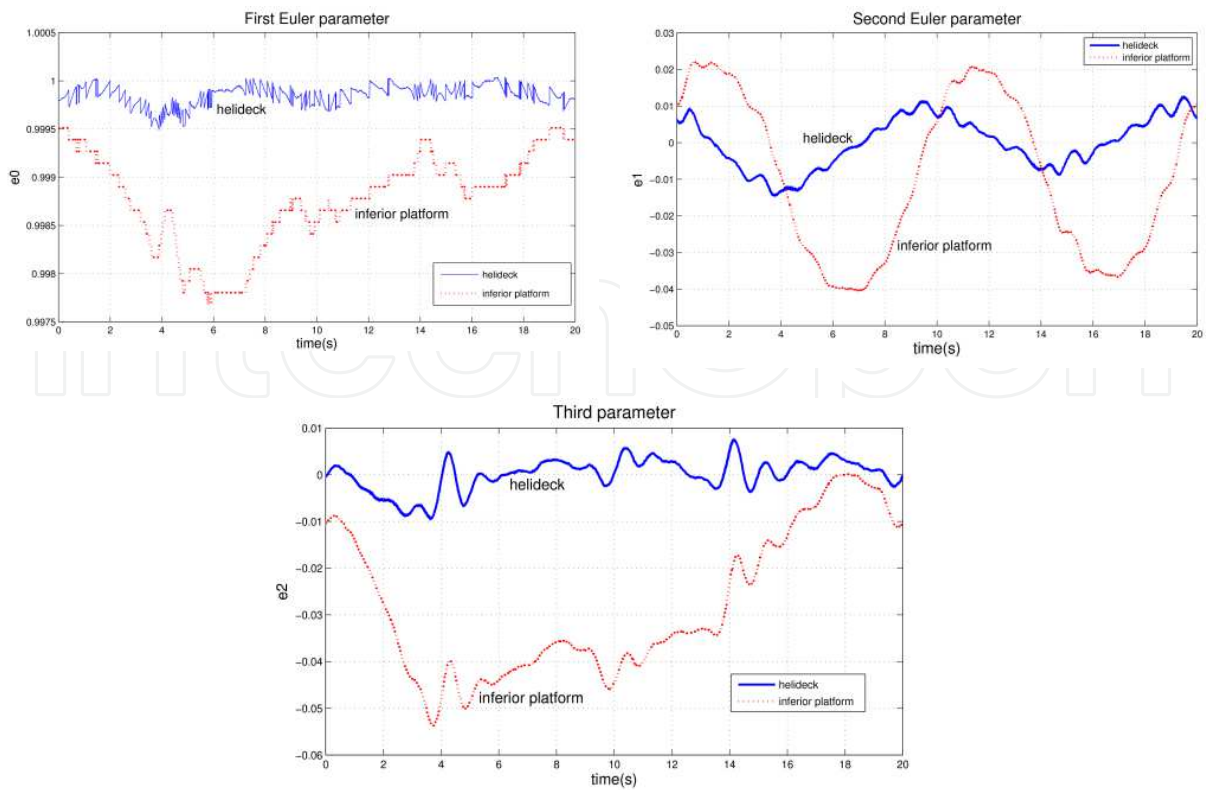 First Euler parameter
1.0005
1
0.9995
0.999
0.9985
0.998
0.9975
e0
helideck
inferior platform
helideck
inferior platform
0 2 4 6 8 10 12 14 16 18 20
time(s)
Second Euler parameter
0.03
0.02
0.01
0
−0.01
−0.02
−0.03
−0.04
−0.05
e1
helideck
inferior platform
helideck
inferior platform
0 2 4 6 8 10 12 14 16 18 20
time(s)
intechopen
Third parameter
0.01
0
−0.01
−0.02
−0.03
−0.04
−0.05
−0.06
e2
helideck
inferior platform
helideck
inferior platform
0 2 4 6 8 10 12 14 16 18 20
time(s)